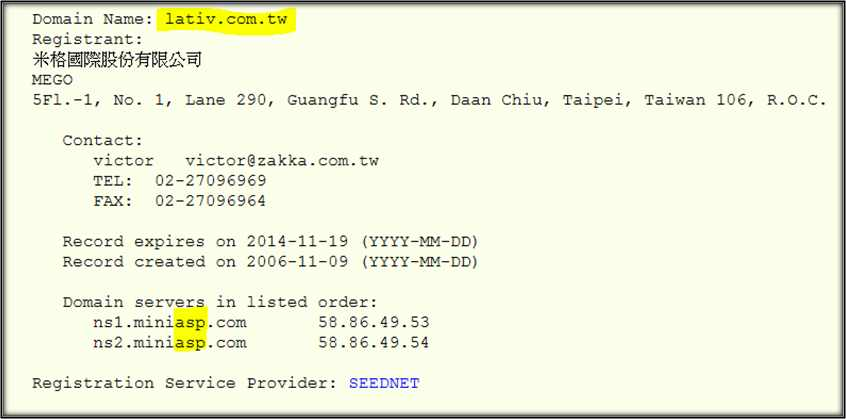 Domain Name: lativ.com.tw
Registrant:
米格國際股份有限公司
MEGO
5Fl.-1, No. 1, Lane 290, Guangfu S. Rd., Daan Chiu, Taipei, Taiwan 106, R.O.C.
Contact:
victor victor@zakka.com.tw
TEL: 02-27096969
FAX: 02-27096964
Record expires on 2014-11-19 (YYYY-MM-DD)
Record created on 2006-11-09 (YYYY-MM-DD)
Domain servers in listed order:
ns1.miniasp.com 58.86.49.53
ns2.miniasp.com 58.86.49.54
Registration Service Provider: SEEDNET